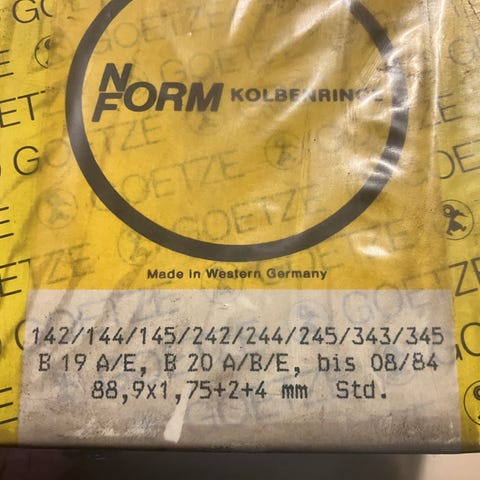 NFORM KOLBENRINGE
GOETZE
Made in Western Germany
142/144/145/242/244/245/343/345
B 19 A/E, B 20 A/B/E, bis 08/84
88,9x1,75+2+4 mm Std.